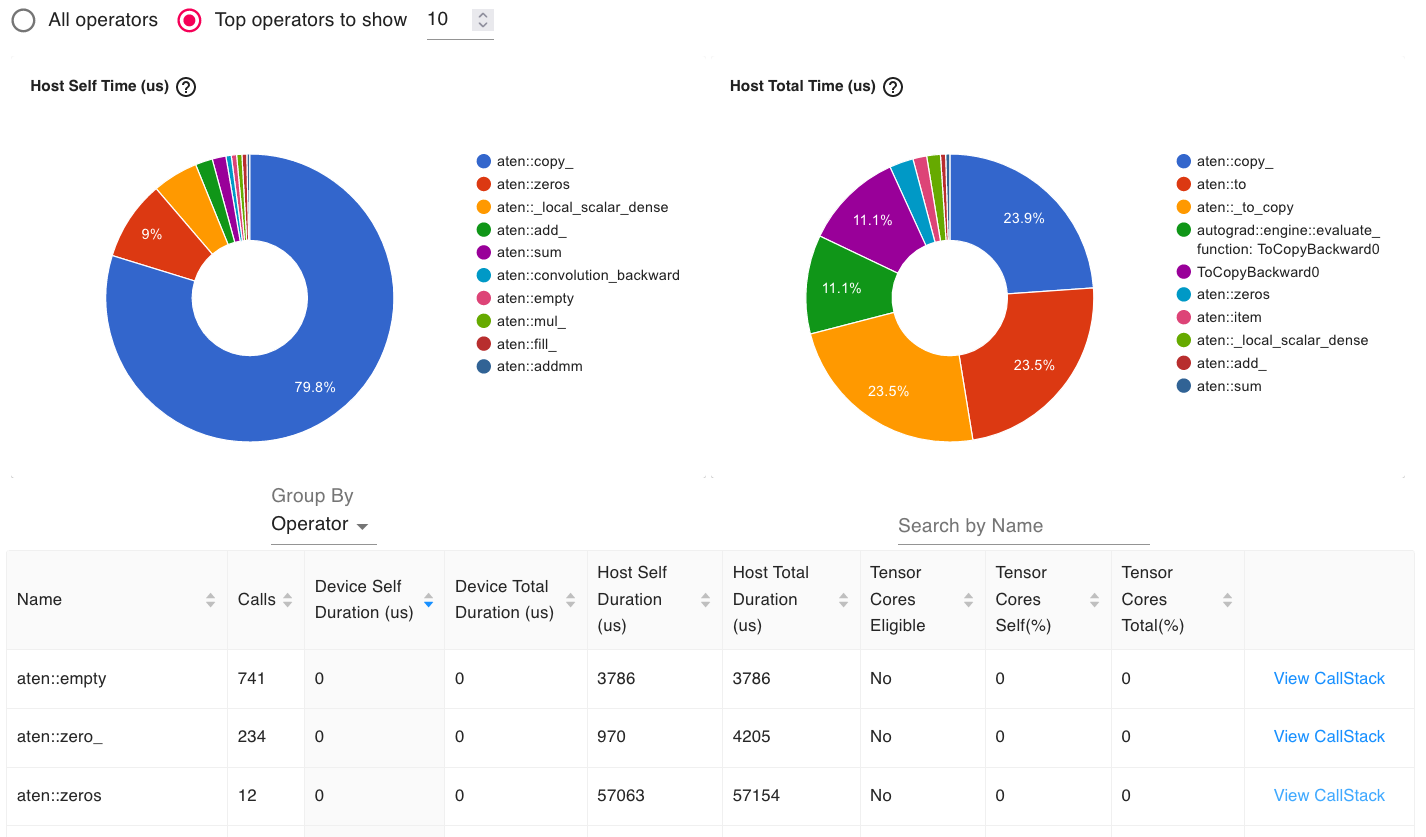 All operators Top operators to show 10
Host Self Time (us) ?
79.8%
9%
aten::copy_
aten::zeros
aten::_local_scalar_dense
aten::add_
aten::sum
aten::convolution_backward
aten::empty
aten::mul_
aten::fill_
aten::addmm
Host Total Time (us) ?
23.9%
23.5%
23.5%
11.1%
11.1%
aten::copy_
aten::to
aten::_to_copy
autograd::engine::evaluate_
function: ToCopyBackward0
ToCopyBackward0
aten::zeros
aten::item
aten::_local_scalar_dense
aten::add_
aten::sum
Group By
Operator
Search by Name
Name
Calls
Device Self
Duration (us)
Device Total
Duration (us)
Host Self
Duration
(us)
Host Total
Duration
(us)
Tensor
Cores
Eligible
Tensor
Cores
Self(%)
Tensor
Cores
Total(%)
aten::empty 741 0 0 3786 3786 No 0 0 View CallStack
aten::zero_ 234 0 0 970 4205 No 0 0 View CallStack
aten::zeros 12 0 0 57063 57154 No 0 0 View CallStack